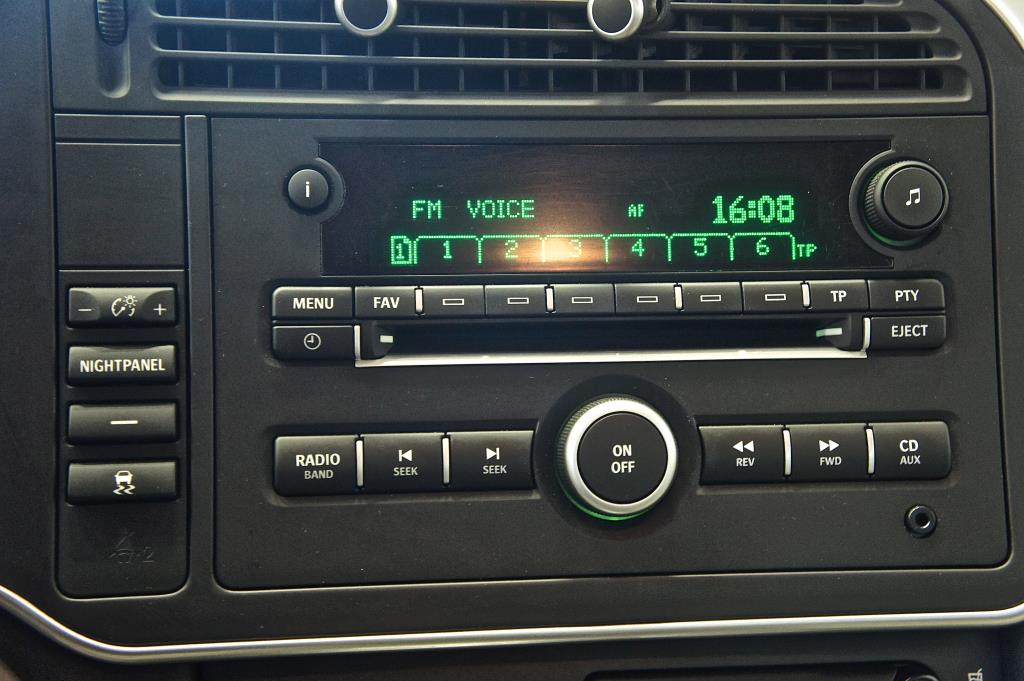 i
FM VOICE AF 16:08
1 1 2 3 4 5 6 TP
MENU FAV TP PTY
EJECT
− +
NIGHTPANEL
RADIO BAND
SEEK
SEEK
ON
OFF
REV
FWD
CD
AUX
2